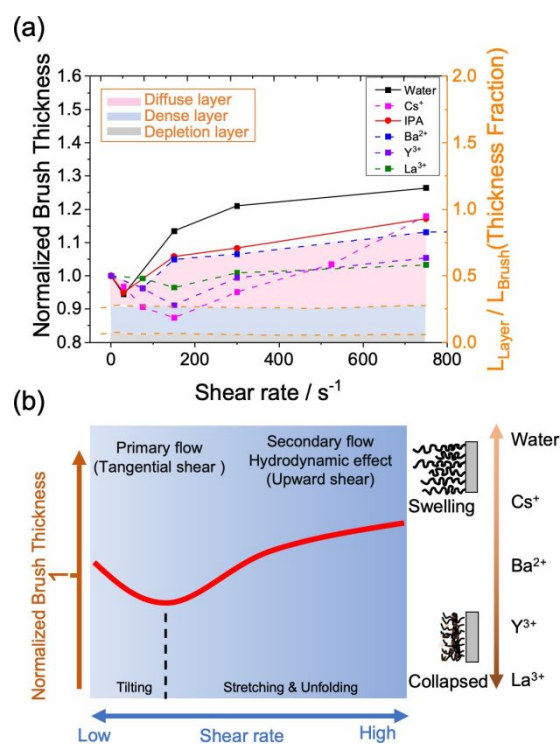 (a)
Normalized Brush Thickness
1.6
1.5
1.4
1.3
1.2
1.1
1.0
0.9
0.8
Diffuse layer
Dense layer
Depletion layer
Water
Cs⁺
IPA
Ba²⁺
Y³⁺
La³⁺
2.0
1.5
1.0
0.5
0.0
L_Layer / L_Brush(Thickness Fraction)
0
200
400
600
800
Shear rate / s⁻¹
(b)
Normalized Brush Thickness
1
Primary flow
(Tangential shear )
Secondary flow
Hydrodynamic effect
(Upward shear)
Tilting
Stretching & Unfolding
Low
Shear rate
High
Swelling
Collapsed
Water
Cs⁺
Ba²⁺
Y³⁺
La³⁺